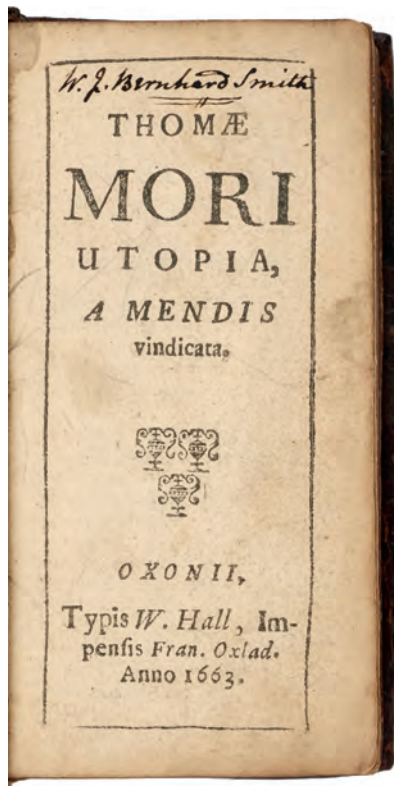 W. J. Bernhard Smith
THOMÆ
MORI
UTOPIA,
A MENDIS
vindicata.
OXONII,
Typis W. Hall, Im-
pensis Fran. Oxlad.
Anno 1663.